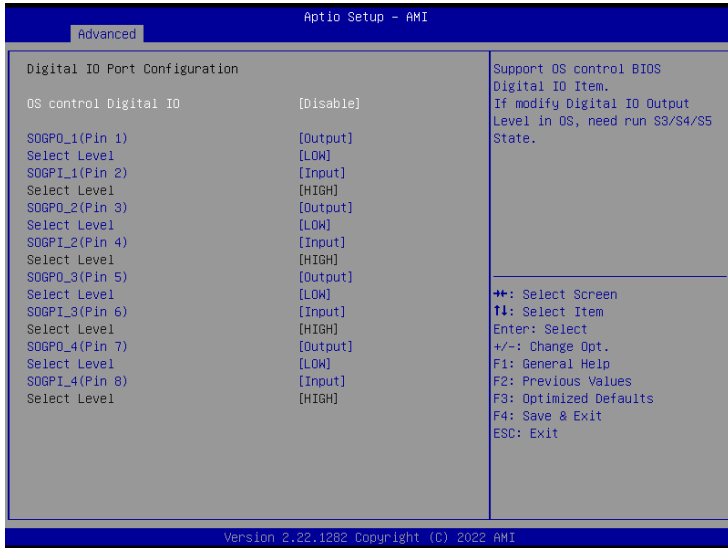 Aptio Setup - AMI
Advanced
Digital IO Port Configuration
OS control Digital IO [Disable]
SOGPO_1(Pin 1) [Output]
Select Level [LOW]
SOGPI_1(Pin 2) [Input]
Select Level [HIGH]
SOGPO_2(Pin 3) [Output]
Select Level [LOW]
SOGPI_2(Pin 4) [Input]
Select Level [HIGH]
SOGPO_3(Pin 5) [Output]
Select Level [LOW]
SOGPI_3(Pin 6) [Input]
Select Level [HIGH]
SOGPO_4(Pin 7) [Output]
Select Level [LOW]
SOGPI_4(Pin 8) [Input]
Select Level [HIGH]
Support OS control BIOS
Digital IO Item.
If modify Digital IO Output
Level in OS, need run S3/S4/S5
State.
→←: Select Screen
↑↓: Select Item
Enter: Select
+/-: Change Opt.
F1: General Help
F2: Previous Values
F3: Optimized Defaults
F4: Save & Exit
ESC: Exit
Version 2.22.1282 Copyright (C) 2022 AMI